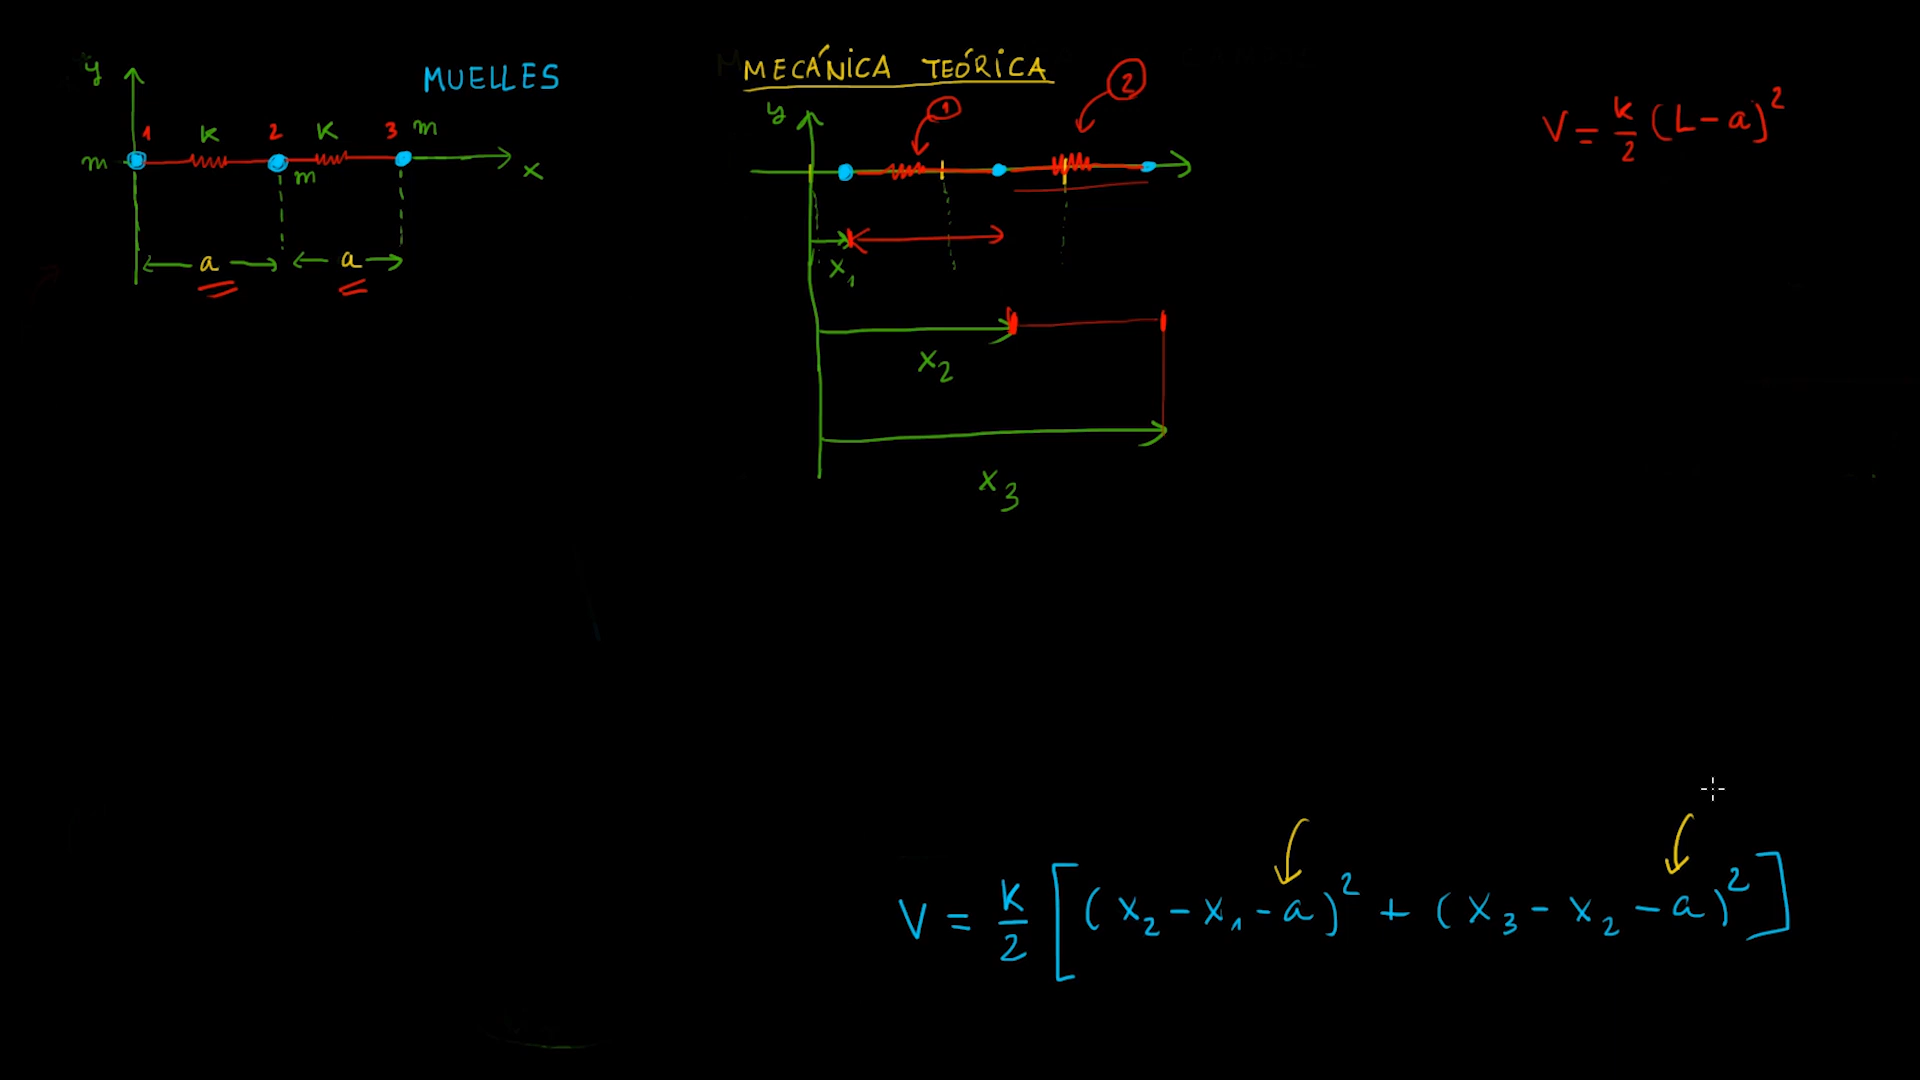 MECÁNICA TEÓRICA
MUELLES
y
1 K 2 K 3 m
m m x
a a
y 1 2
x₁
x₂
x₃
V = k/2 (L - a)²
V = K/2 [(x₂ - x₁ - a)² + (x₃ - x₂ - a)²]